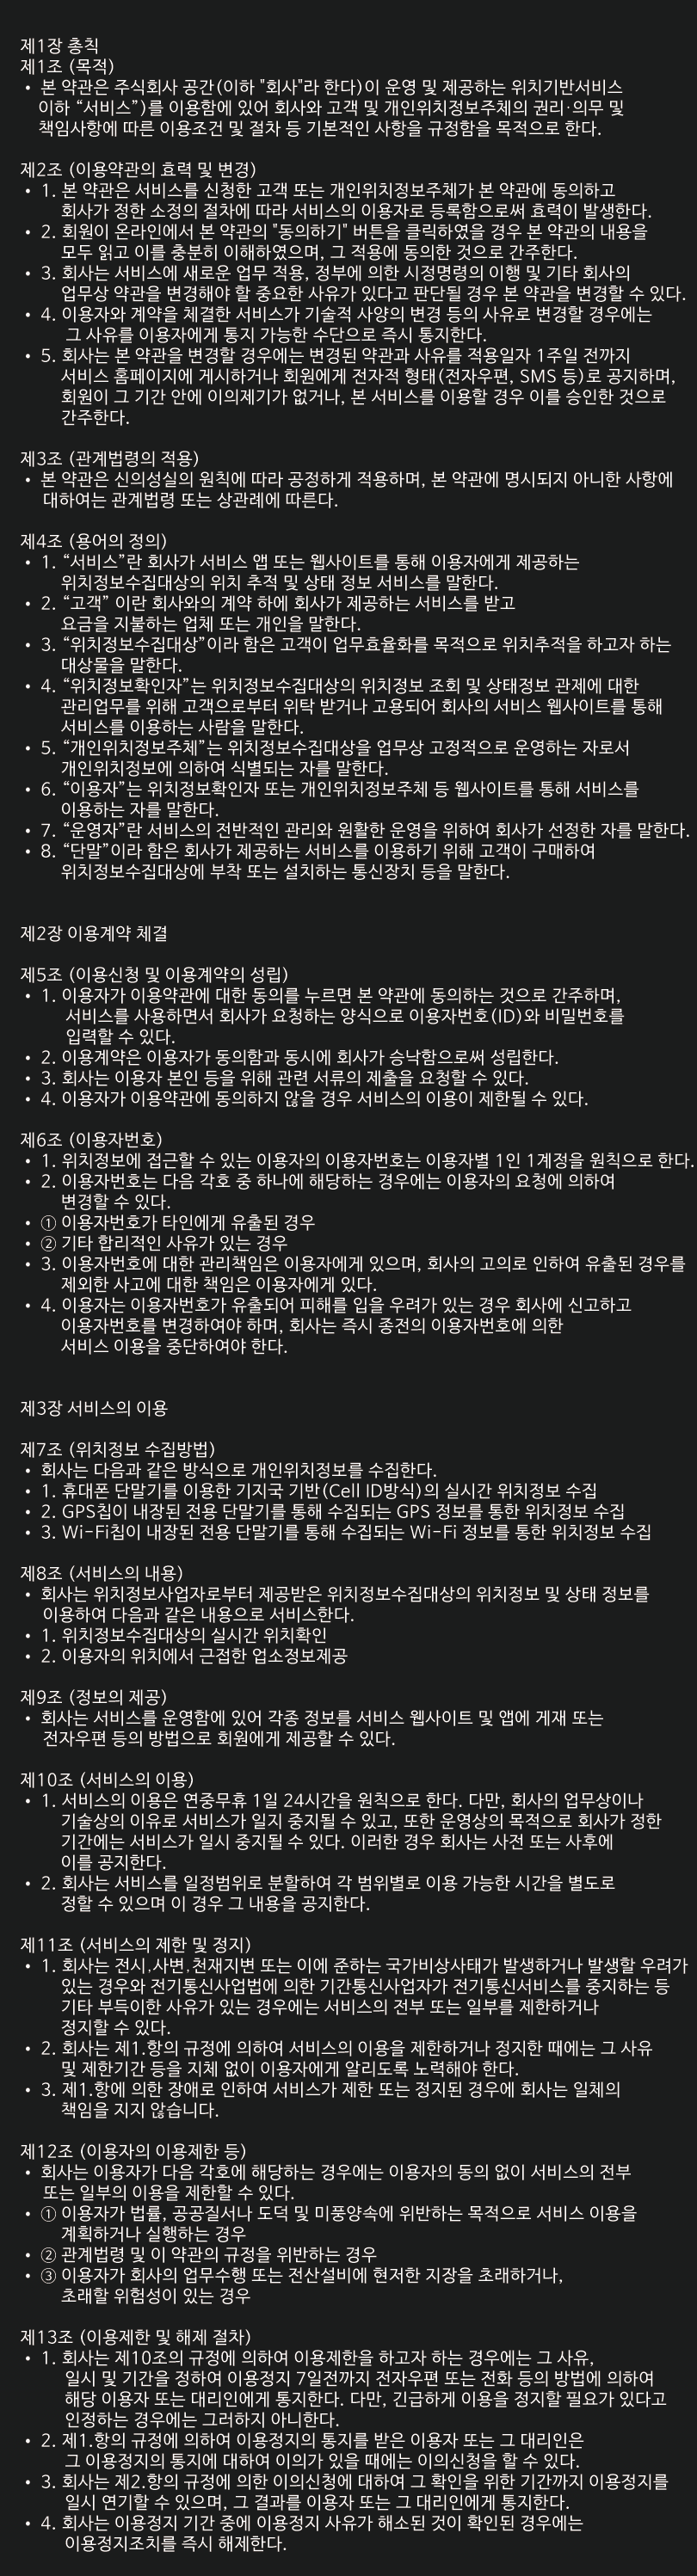 제1장 총칙
제1조 (목적)
• 본 약관은 주식회사 공간(이하 "회사"라 한다)이 운영 및 제공하는 위치기반서비스
이하 “서비스”)를 이용함에 있어 회사와 고객 및 개인위치정보주체의 권리·의무 및
책임사항에 따른 이용조건 및 절차 등 기본적인 사항을 규정함을 목적으로 한다.
제2조 (이용약관의 효력 및 변경)
• 1. 본 약관은 서비스를 신청한 고객 또는 개인위치정보주체가 본 약관에 동의하고
회사가 정한 소정의 절차에 따라 서비스의 이용자로 등록함으로써 효력이 발생한다.
• 2. 회원이 온라인에서 본 약관의 "동의하기" 버튼을 클릭하였을 경우 본 약관의 내용을
모두 읽고 이를 충분히 이해하였으며, 그 적용에 동의한 것으로 간주한다.
• 3. 회사는 서비스에 새로운 업무 적용, 정부에 의한 시정명령의 이행 및 기타 회사의
업무상 약관을 변경해야 할 중요한 사유가 있다고 판단될 경우 본 약관을 변경할 수 있다.
• 4. 이용자와 계약을 체결한 서비스가 기술적 사양의 변경 등의 사유로 변경할 경우에는
그 사유를 이용자에게 통지 가능한 수단으로 즉시 통지한다.
• 5. 회사는 본 약관을 변경할 경우에는 변경된 약관과 사유를 적용일자 1주일 전까지
서비스 홈페이지에 게시하거나 회원에게 전자적 형태(전자우편, SMS 등)로 공지하며,
회원이 그 기간 안에 이의제기가 없거나, 본 서비스를 이용할 경우 이를 승인한 것으로
간주한다.
제3조 (관계법령의 적용)
• 본 약관은 신의성실의 원칙에 따라 공정하게 적용하며, 본 약관에 명시되지 아니한 사항에
대하여는 관계법령 또는 상관례에 따른다.
제4조 (용어의 정의)
• 1. “서비스”란 회사가 서비스 앱 또는 웹사이트를 통해 이용자에게 제공하는
위치정보수집대상의 위치 추적 및 상태 정보 서비스를 말한다.
• 2. “고객” 이란 회사와의 계약 하에 회사가 제공하는 서비스를 받고
요금을 지불하는 업체 또는 개인을 말한다.
• 3. “위치정보수집대상”이라 함은 고객이 업무효율화를 목적으로 위치추적을 하고자 하는
대상물을 말한다.
• 4. “위치정보확인자”는 위치정보수집대상의 위치정보 조회 및 상태정보 관제에 대한
관리업무를 위해 고객으로부터 위탁 받거나 고용되어 회사의 서비스 웹사이트를 통해
서비스를 이용하는 사람을 말한다.
• 5. “개인위치정보주체”는 위치정보수집대상을 업무상 고정적으로 운영하는 자로서
개인위치정보에 의하여 식별되는 자를 말한다.
• 6. “이용자”는 위치정보확인자 또는 개인위치정보주체 등 웹사이트를 통해 서비스를
이용하는 자를 말한다.
• 7. “운영자”란 서비스의 전반적인 관리와 원활한 운영을 위하여 회사가 선정한 자를 말한다.
• 8. “단말”이라 함은 회사가 제공하는 서비스를 이용하기 위해 고객이 구매하여
위치정보수집대상에 부착 또는 설치하는 통신장치 등을 말한다.
제2장 이용계약 체결
제5조 (이용신청 및 이용계약의 성립)
• 1. 이용자가 이용약관에 대한 동의를 누르면 본 약관에 동의하는 것으로 간주하며,
서비스를 사용하면서 회사가 요청하는 양식으로 이용자번호(ID)와 비밀번호를
입력할 수 있다.
• 2. 이용계약은 이용자가 동의함과 동시에 회사가 승낙함으로써 성립한다.
• 3. 회사는 이용자 본인 등을 위해 관련 서류의 제출을 요청할 수 있다.
• 4. 이용자가 이용약관에 동의하지 않을 경우 서비스의 이용이 제한될 수 있다.
제6조 (이용자번호)
• 1. 위치정보에 접근할 수 있는 이용자의 이용자번호는 이용자별 1인 1계정을 원칙으로 한다.
• 2. 이용자번호는 다음 각호 중 하나에 해당하는 경우에는 이용자의 요청에 의하여
변경할 수 있다.
• ① 이용자번호가 타인에게 유출된 경우
• ② 기타 합리적인 사유가 있는 경우
• 3. 이용자번호에 대한 관리책임은 이용자에게 있으며, 회사의 고의로 인하여 유출된 경우를
제외한 사고에 대한 책임은 이용자에게 있다.
• 4. 이용자는 이용자번호가 유출되어 피해를 입을 우려가 있는 경우 회사에 신고하고
이용자번호를 변경하여야 하며, 회사는 즉시 종전의 이용자번호에 의한
서비스 이용을 중단하여야 한다.
제3장 서비스의 이용
제7조 (위치정보 수집방법)
• 회사는 다음과 같은 방식으로 개인위치정보를 수집한다.
• 1. 휴대폰 단말기를 이용한 기지국 기반(Cell ID방식)의 실시간 위치정보 수집
• 2. GPS칩이 내장된 전용 단말기를 통해 수집되는 GPS 정보를 통한 위치정보 수집
• 3. Wi-Fi칩이 내장된 전용 단말기를 통해 수집되는 Wi-Fi 정보를 통한 위치정보 수집
제8조 (서비스의 내용)
• 회사는 위치정보사업자로부터 제공받은 위치정보수집대상의 위치정보 및 상태 정보를
이용하여 다음과 같은 내용으로 서비스한다.
• 1. 위치정보수집대상의 실시간 위치확인
• 2. 이용자의 위치에서 근접한 업소정보제공
제9조 (정보의 제공)
• 회사는 서비스를 운영함에 있어 각종 정보를 서비스 웹사이트 및 앱에 게재 또는
전자우편 등의 방법으로 회원에게 제공할 수 있다.
제10조 (서비스의 이용)
• 1. 서비스의 이용은 연중무휴 1일 24시간을 원칙으로 한다. 다만, 회사의 업무상이나
기술상의 이유로 서비스가 일지 중지될 수 있고, 또한 운영상의 목적으로 회사가 정한
기간에는 서비스가 일시 중지될 수 있다. 이러한 경우 회사는 사전 또는 사후에
이를 공지한다.
• 2. 회사는 서비스를 일정범위로 분할하여 각 범위별로 이용 가능한 시간을 별도로
정할 수 있으며 이 경우 그 내용을 공지한다.
제11조 (서비스의 제한 및 정지)
• 1. 회사는 전시.사변.천재지변 또는 이에 준하는 국가비상사태가 발생하거나 발생할 우려가
있는 경우와 전기통신사업법에 의한 기간통신사업자가 전기통신서비스를 중지하는 등
기타 부득이한 사유가 있는 경우에는 서비스의 전부 또는 일부를 제한하거나
정지할 수 있다.
• 2. 회사는 제1.항의 규정에 의하여 서비스의 이용을 제한하거나 정지한 때에는 그 사유
및 제한기간 등을 지체 없이 이용자에게 알리도록 노력해야 한다.
• 3. 제1.항에 의한 장애로 인하여 서비스가 제한 또는 정지된 경우에 회사는 일체의
책임을 지지 않습니다.
제12조 (이용자의 이용제한 등)
• 회사는 이용자가 다음 각호에 해당하는 경우에는 이용자의 동의 없이 서비스의 전부
또는 일부의 이용을 제한할 수 있다.
• ① 이용자가 법률, 공공질서나 도덕 및 미풍양속에 위반하는 목적으로 서비스 이용을
계획하거나 실행하는 경우
• ② 관계법령 및 이 약관의 규정을 위반하는 경우
• ③ 이용자가 회사의 업무수행 또는 전산설비에 현저한 지장을 초래하거나,
초래할 위험성이 있는 경우
제13조 (이용제한 및 해제 절차)
• 1. 회사는 제10조의 규정에 의하여 이용제한을 하고자 하는 경우에는 그 사유,
일시 및 기간을 정하여 이용정지 7일전까지 전자우편 또는 전화 등의 방법에 의하여
해당 이용자 또는 대리인에게 통지한다. 다만, 긴급하게 이용을 정지할 필요가 있다고
인정하는 경우에는 그러하지 아니한다.
• 2. 제1.항의 규정에 의하여 이용정지의 통지를 받은 이용자 또는 그 대리인은
그 이용정지의 통지에 대하여 이의가 있을 때에는 이의신청을 할 수 있다.
• 3. 회사는 제2.항의 규정에 의한 이의신청에 대하여 그 확인을 위한 기간까지 이용정지를
일시 연기할 수 있으며, 그 결과를 이용자 또는 그 대리인에게 통지한다.
• 4. 회사는 이용정지 기간 중에 이용정지 사유가 해소된 것이 확인된 경우에는
이용정지조치를 즉시 해제한다.